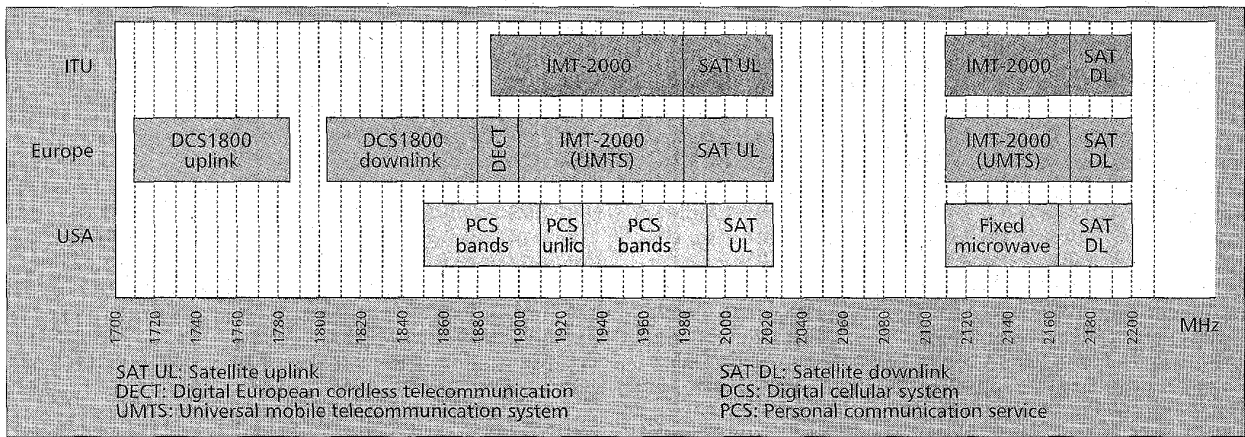 ITU
IMT-2000
SAT UL
IMT-2000
SAT
DL
Europe
DCS1800
uplink
DCS1800
downlink
DECT
IMT-2000
(UMTS)
SAT UL
IMT-2000
(UMTS)
SAT
DL
USA
PCS
bands
PCS
unlic
PCS
bands
SAT
UL
Fixed
microwave
SAT
DL
1700
1720
1740
1760
1780
1800
1820
1840
1860
1880
1900
1920
1940
1960
1980
2000
2020
2040
2060
2080
2100
2120
2140
2160
2180
2200
MHz
SAT UL: Satellite uplink
DECT: Digital European cordless telecommunication
UMTS: Universal mobile telecommunication system
SAT DL: Satellite downlink
DCS: Digital cellular system
PCS: Personal communication service